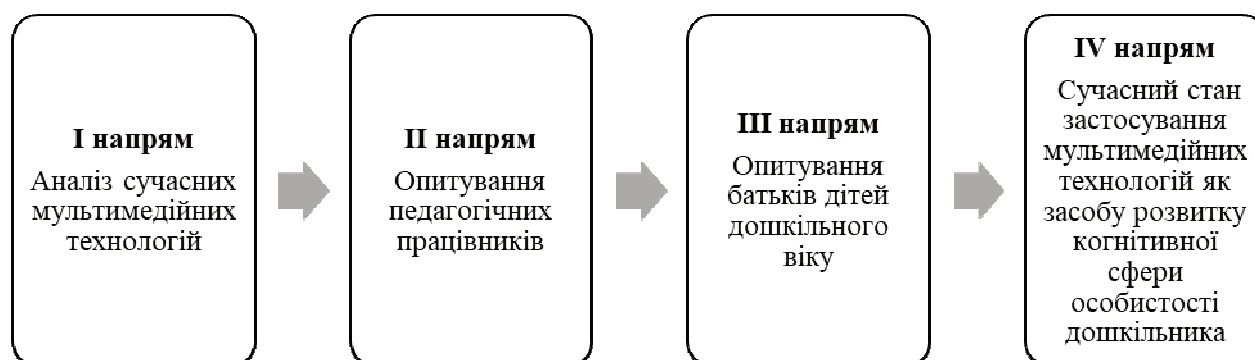 I напрям
Аналіз сучасних
мультимедійних
технологій
II напрям
Опитування
педагогічних
працівників
III напрям
Опитування
батьків дітей
дошкільного
віку
IV напрям
Сучасний стан
застосування
мультимедійних
технологій як
засобу розвитку
когнітивної
сфери
особистості
дошкільника